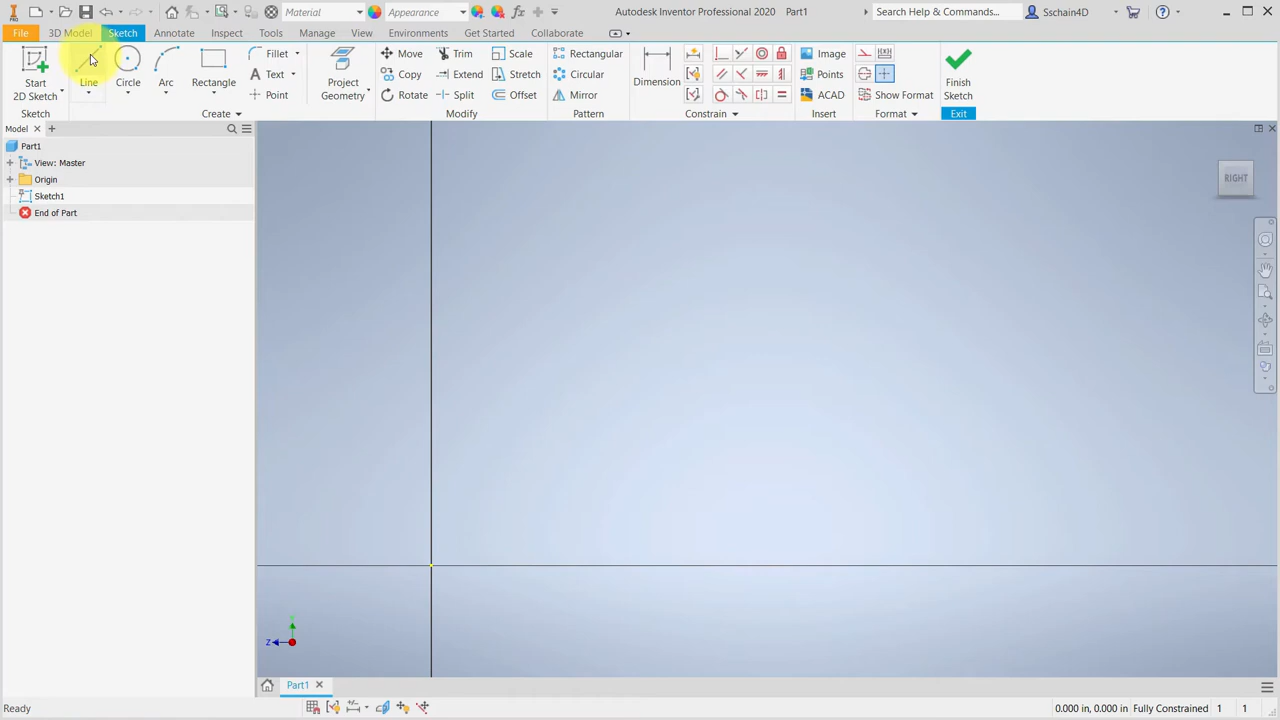 Material
Appearance
Autodesk Inventor Professional 2020 Part1
Search Help & Commands...
Sschain4D
File
3D Model
Sketch
Annotate
Inspect
Tools
Manage
View
Environments
Get Started
Collaborate
Start
2D Sketch
Line
Circle
Arc
Rectangle
Fillet
Text
Point
Project
Geometry
Move
Copy
Rotate
Trim
Extend
Split
Scale
Stretch
Offset
Rectangular
Circular
Mirror
Dimension
Image
Points
ACAD
Show Format
Finish
Sketch
Sketch
Create
Modify
Pattern
Constrain
Insert
Format
Exit
Model
Part1
View: Master
Origin
Sketch1
End of Part
RIGHT
Z
Part1
Ready
0.000 in, 0.000 in Fully Constrained 1 1